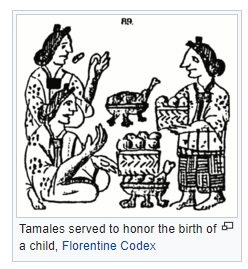 89.
Tamales served to honor the birth of
a child, Florentine Codex